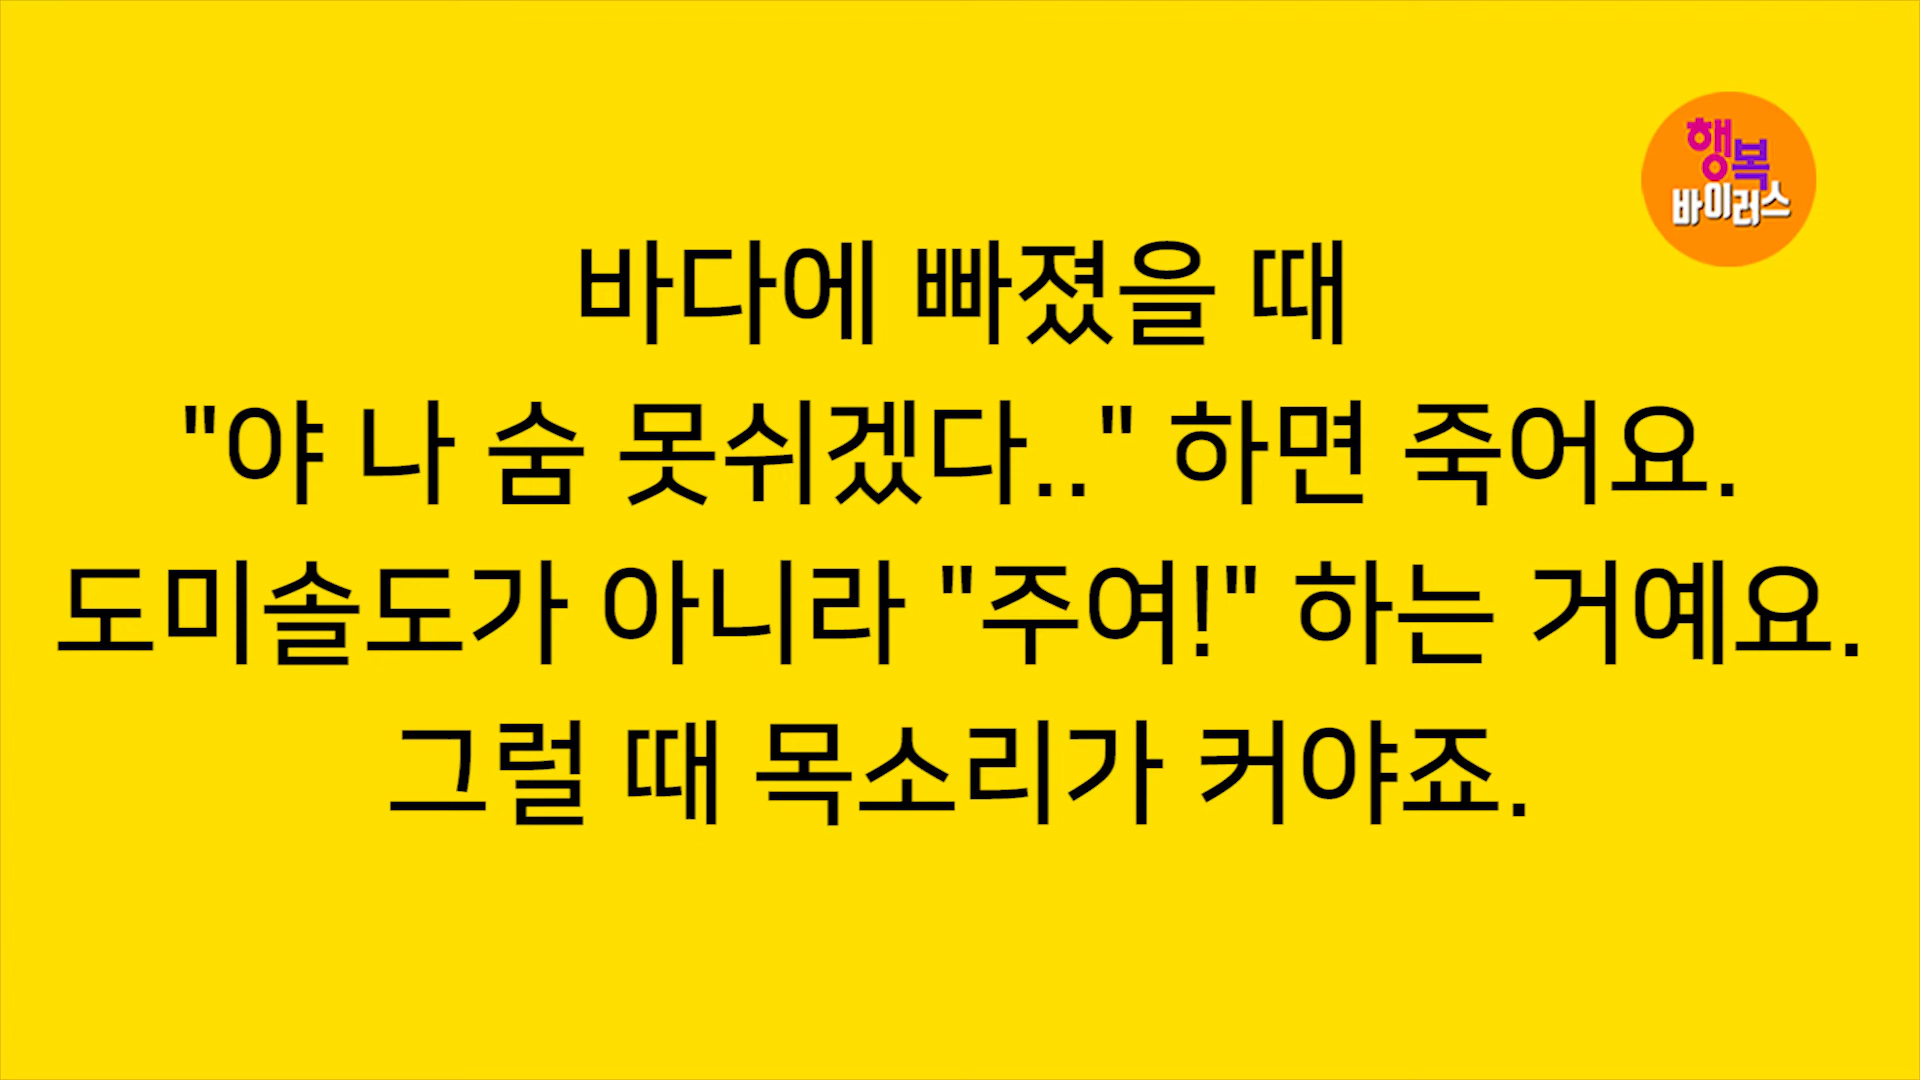 행복
바이러스
바다에 빠졌을 때
"야 나 숨 못쉬겠다.." 하면 죽어요.
도미솔도가 아니라 "주여!" 하는 거예요.
그럴 때 목소리가 커야죠.